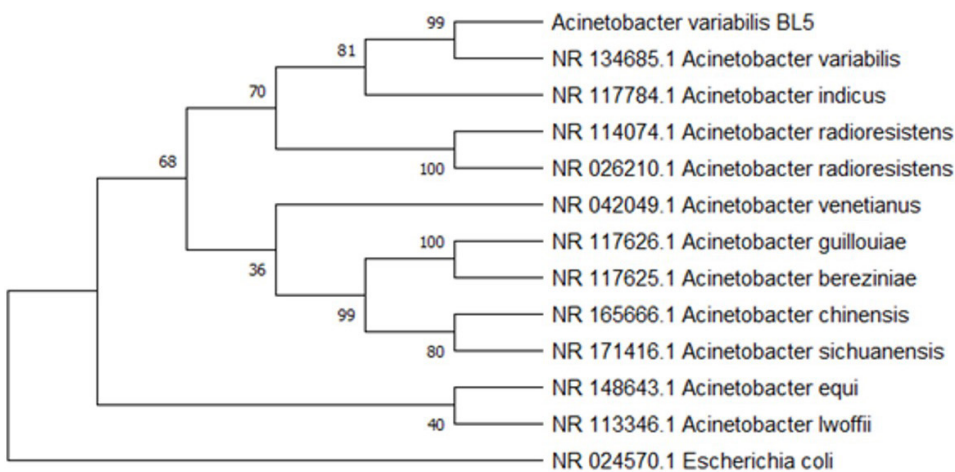 99
Acinetobacter variabilis BL5
81
NR 134685.1 Acinetobacter variabilis
70
NR 117784.1 Acinetobacter indicus
NR 114074.1 Acinetobacter radioresistens
68
100
NR 026210.1 Acinetobacter radioresistens
NR 042049.1 Acinetobacter venetianus
100
NR 117626.1 Acinetobacter guillouiae
36
NR 117625.1 Acinetobacter bereziniae
99
NR 165666.1 Acinetobacter chinensis
80
NR 171416.1 Acinetobacter sichuanensis
NR 148643.1 Acinetobacter equi
40
NR 113346.1 Acinetobacter lwoffii
NR 024570.1 Escherichia coli